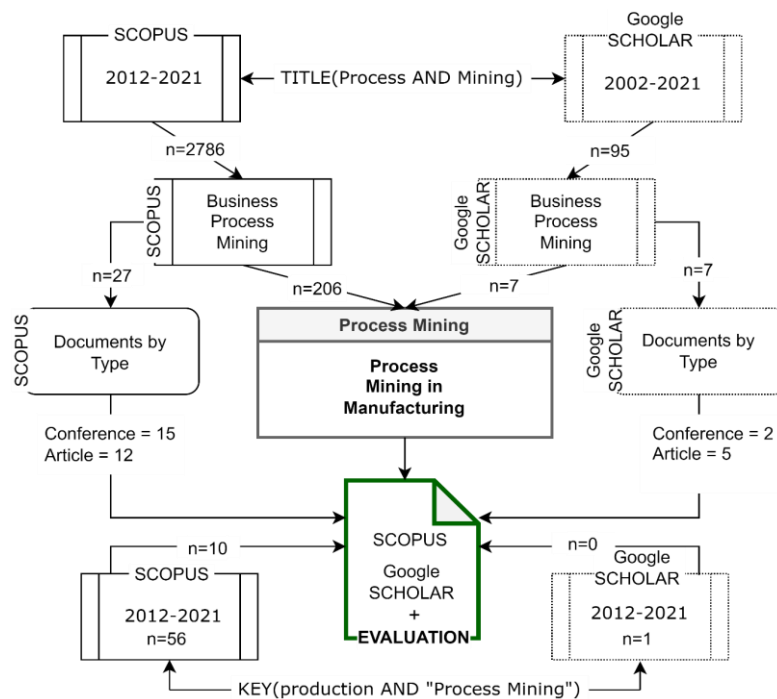 SCOPUS
2012-2021
TITLE(Process AND Mining)
Google
SCHOLAR
2002-2021
n=2786
n=95
SCOPUS
Business
Process
Mining
Google
SCHOLAR
Business
Process
Mining
n=27
n=206
n=7
n=7
SCOPUS
Documents by
Type
Process Mining
Process
Mining in
Manufacturing
Google
SCHOLAR
Documents by
Type
Conference = 15
Article = 12
Conference = 2
Article = 5
SCOPUS
Google
SCHOLAR
+
EVALUATION
n=10
n=0
SCOPUS
2012-2021
n=56
Google
SCHOLAR
2012-2021
n=1
KEY(production AND "Process Mining")